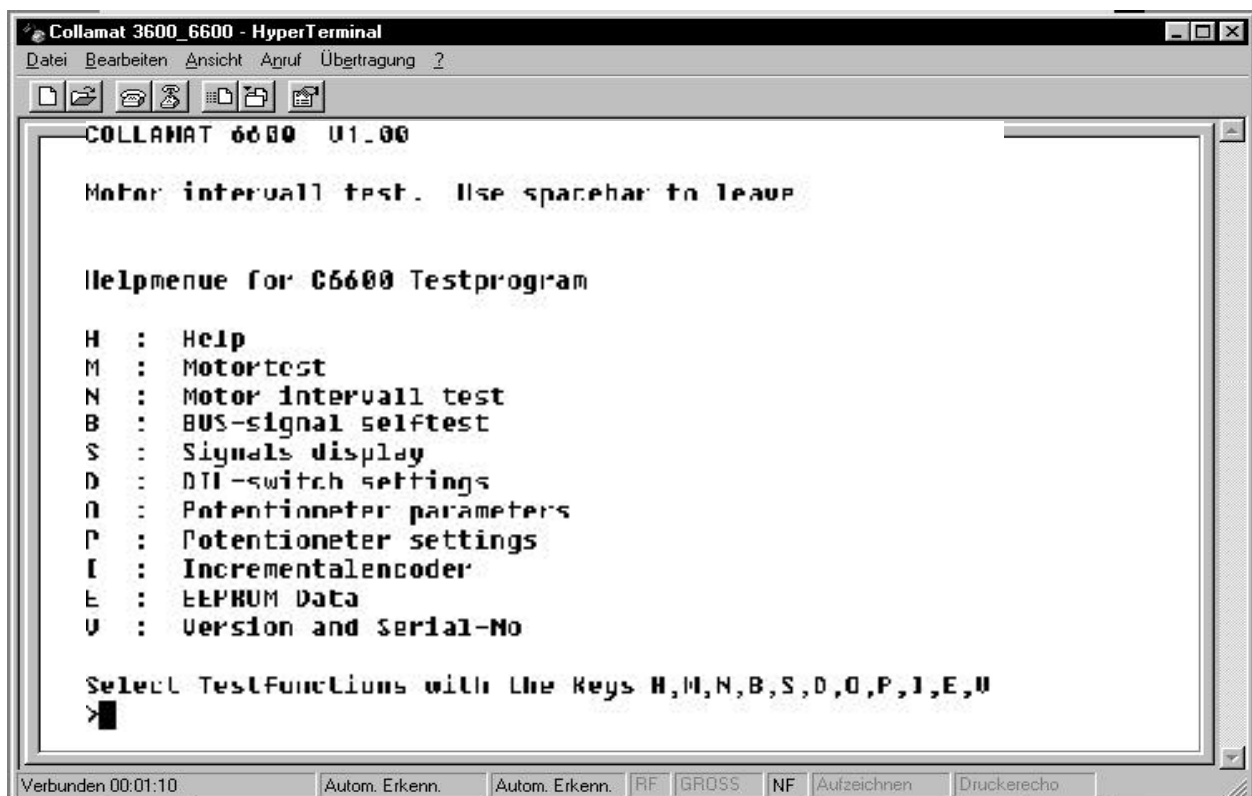 Collamat 3600_6600 - HyperTerminal
Datei Bearbeiten Ansicht Anruf Übertragung ?
COLLAMAT 6600 V1.00
Motor intervall test. Use spacebar to leave
Helpmenue for C6600 Testprogram
H : Help
M : Motortest
N : Motor intervall test
B : BUS-signal selftest
S : Signals display
D : DIL-switch settings
O : Potentiometer parameters
P : Potentiometer settings
I : Incrementalencoder
E : EEPROM Data
V : Version and Serial-No
Select Testfunctions with the Keys H,M,N,B,S,D,O,P,I,E,V
>
Verbunden 00:01:10 Autom. Erkenn. Autom. Erkenn. RF GROSS NF Aufzeichnen Druckerecho